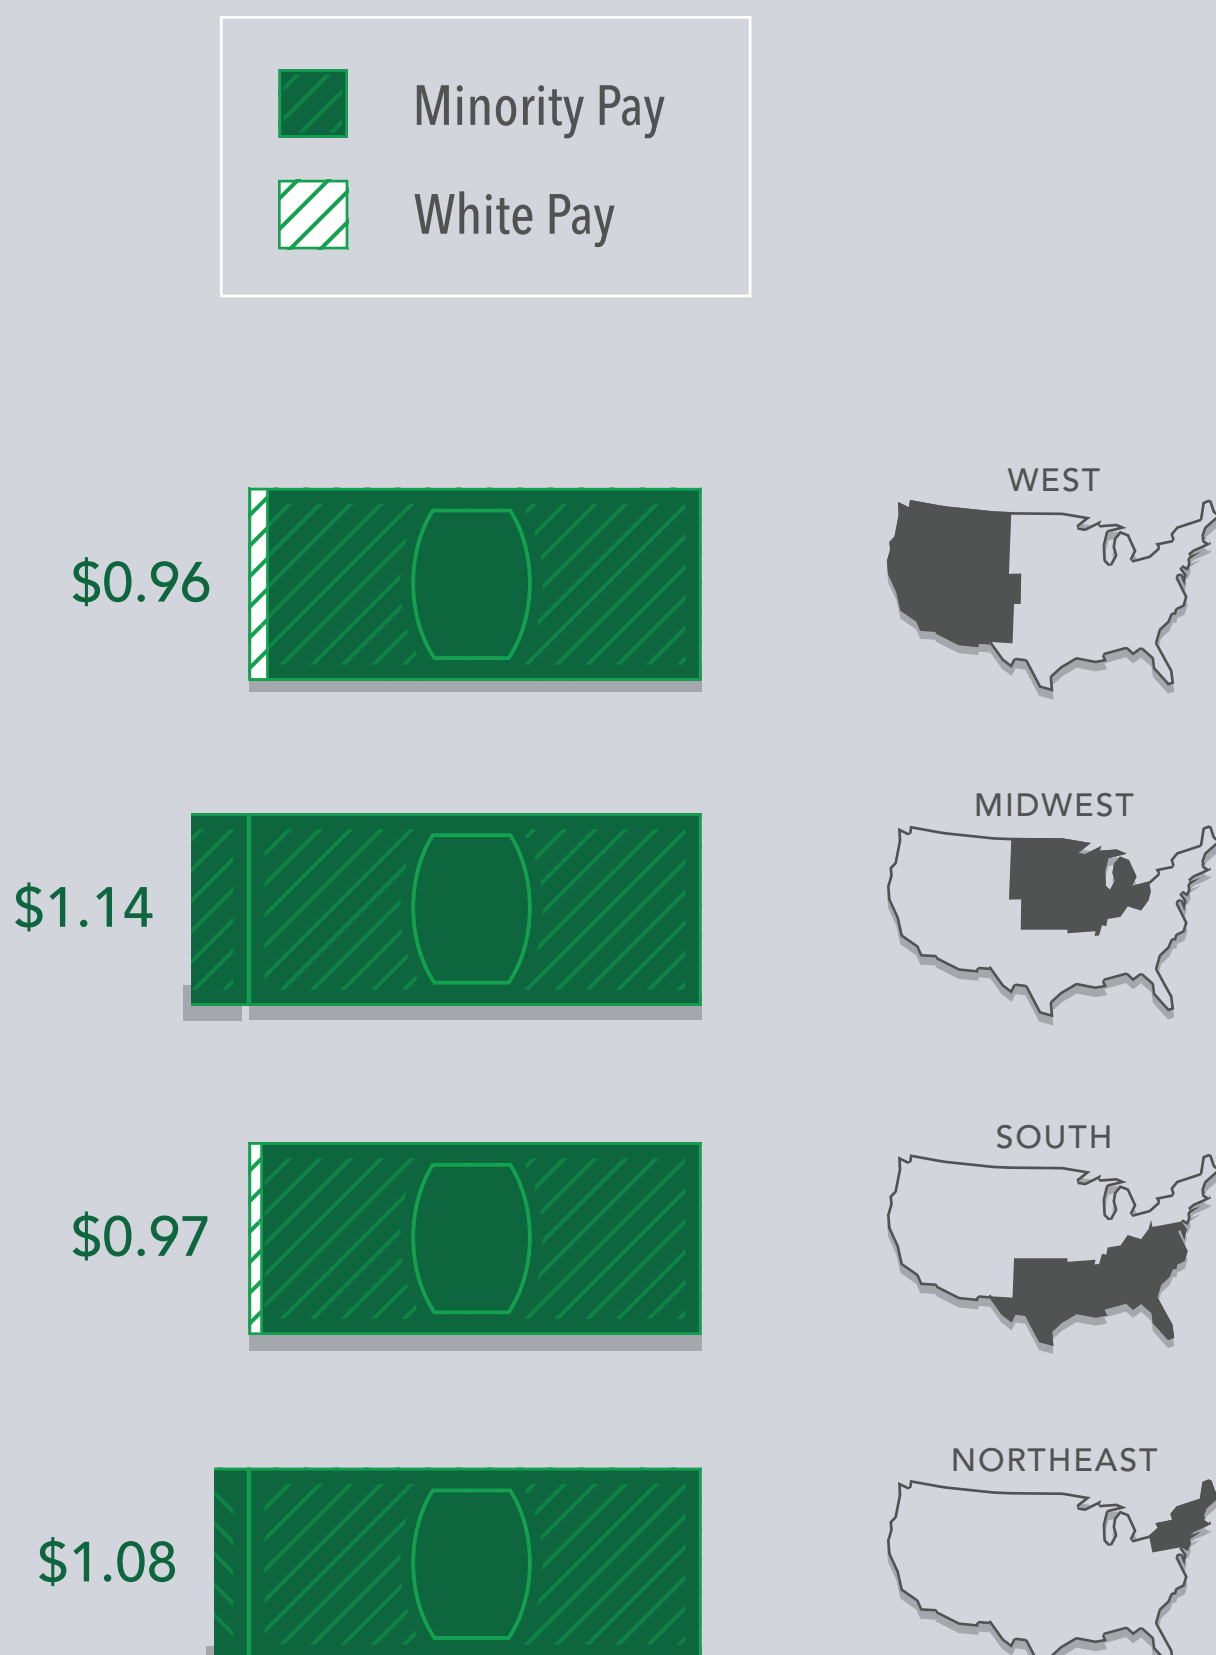 Minority Pay
White Pay
WEST
$0.96
MIDWEST
$1.14
SOUTH
$0.97
NORTHEAST
$1.08